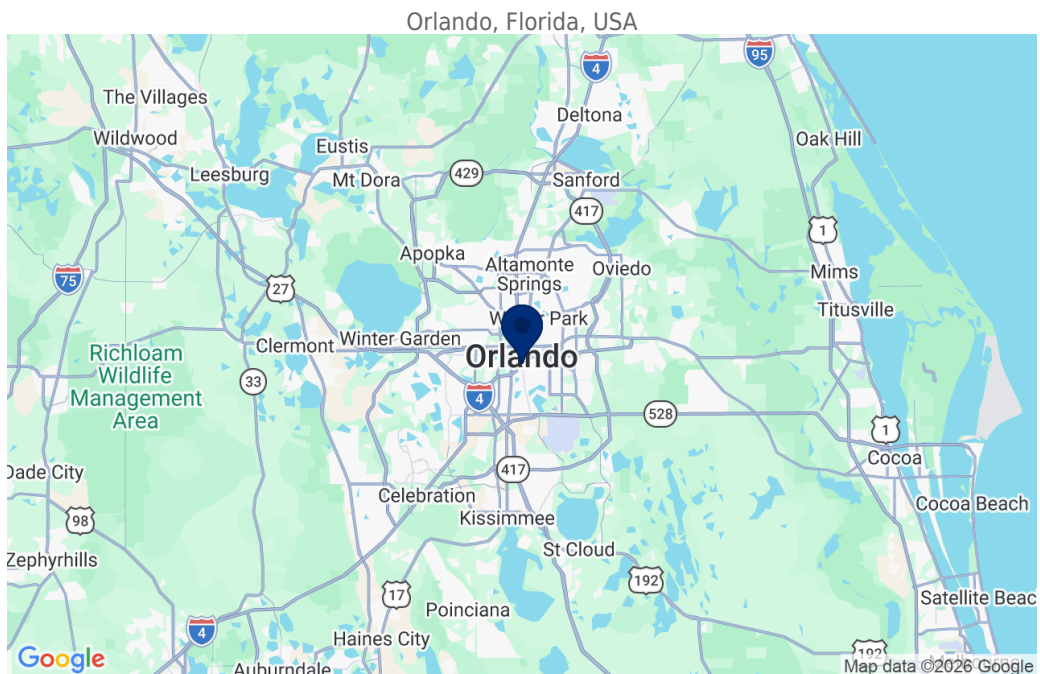 Orlando, Florida, USA
95
4
The Villages
Deltona
Wildwood
Oak Hill
Eustis
Leesburg
Mt Dora
429
Sanford
417
1
Apopka
Altamonte
Springs
Oviedo
Mims
75
27
Titusville
Park
Winter Garden
Clermont
Orlando
Richloam
Wildlife
Management
Area
33
4
528
1
Cocoa
Dade City
417
Celebration
Cocoa Beach
98
Kissimmee
St Cloud
Zephyrhills
192
17
Poinciana
Satellite Beac
4
Haines City
192
Auburndale
Google
Map data ©2026 Google